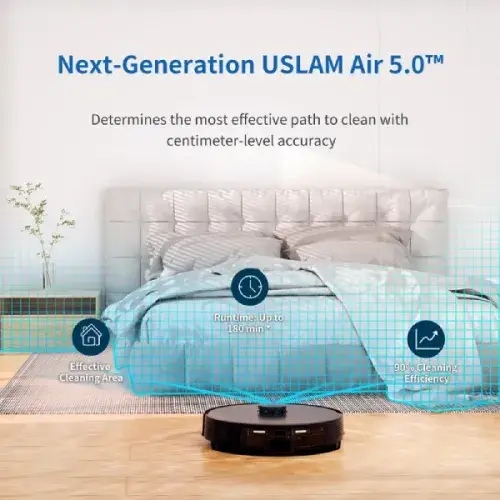 Next-Generation USLAM Air 5.0™
Determines the most effective path to clean with
centimeter-level accuracy
Runtime: Up to
180 min *
Effective
Cleaning Area
90% Cleaning
Efficiency